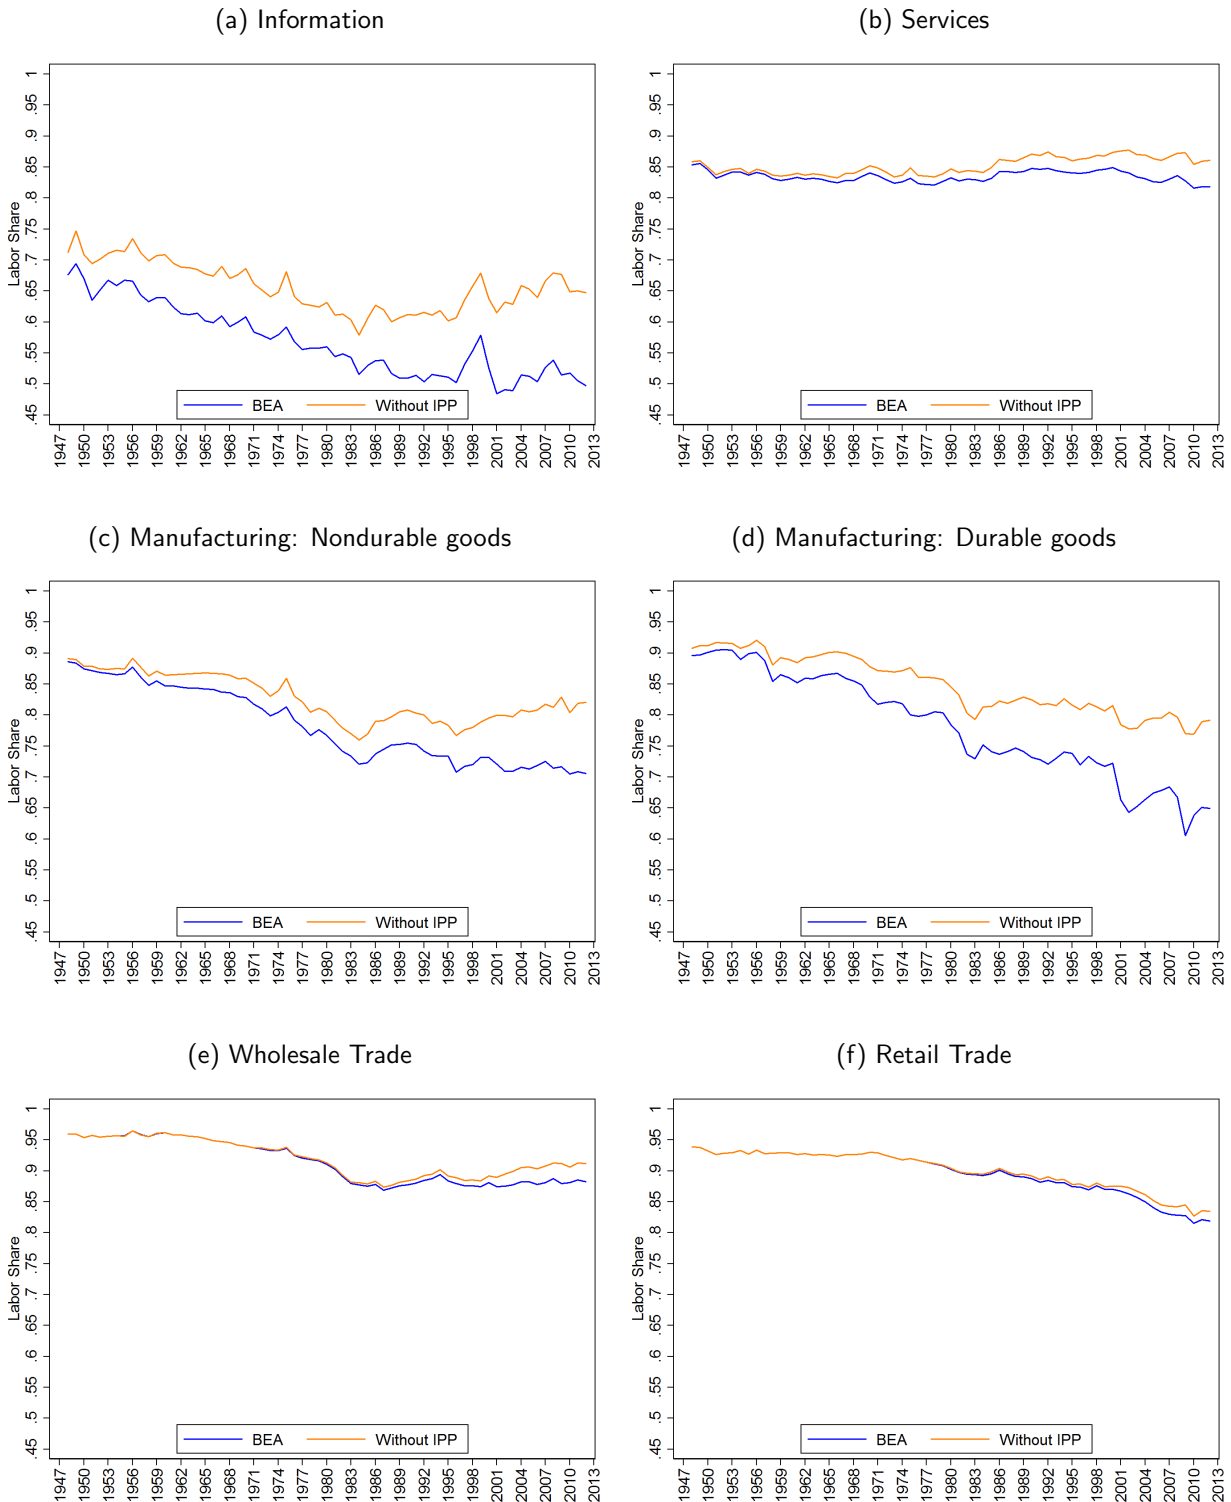 (a) Information
Labor Share
1
.95
.9
.85
.8
.75
.7
.65
.6
.55
.5
.45
BEA
Without IPP
1947 1950 1953 1956 1959 1962 1965 1968 1971 1974 1977 1980 1983 1986 1989 1992 1995 1998 2001 2004 2007 2010 2013
(b) Services
Labor Share
1
.95
.9
.85
.8
.75
.7
.65
.6
.55
.5
.45
BEA
Without IPP
1947 1950 1953 1956 1959 1962 1965 1968 1971 1974 1977 1980 1983 1986 1989 1992 1995 1998 2001 2004 2007 2010 2013
(c) Manufacturing: Nondurable goods
Labor Share
1
.95
.9
.85
.8
.75
.7
.65
.6
.55
.5
.45
BEA
Without IPP
1947 1950 1953 1956 1959 1962 1965 1968 1971 1974 1977 1980 1983 1986 1989 1992 1995 1998 2001 2004 2007 2010 2013
(d) Manufacturing: Durable goods
Labor Share
1
.95
.9
.85
.8
.75
.7
.65
.6
.55
.5
.45
BEA
Without IPP
1947 1950 1953 1956 1959 1962 1965 1968 1971 1974 1977 1980 1983 1986 1989 1992 1995 1998 2001 2004 2007 2010 2013
(e) Wholesale Trade
Labor Share
1
.95
.9
.85
.8
.75
.7
.65
.6
.55
.5
.45
BEA
Without IPP
1947 1950 1953 1956 1959 1962 1965 1968 1971 1974 1977 1980 1983 1986 1989 1992 1995 1998 2001 2004 2007 2010 2013
(f) Retail Trade
Labor Share
1
.95
.9
.85
.8
.75
.7
.65
.6
.55
.5
.45
BEA
Without IPP
1947 1950 1953 1956 1959 1962 1965 1968 1971 1974 1977 1980 1983 1986 1989 1992 1995 1998 2001 2004 2007 2010 2013